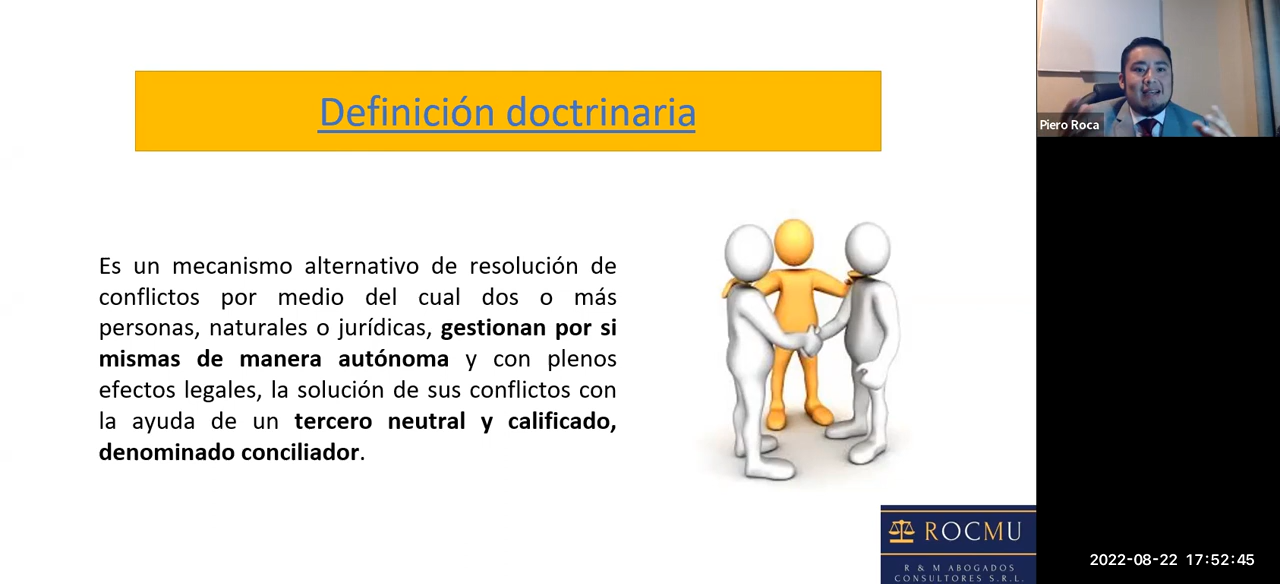 Definición doctrinaria
Piero Roca
Es un mecanismo alternativo de resolución de
conflictos por medio del cual dos o más
personas, naturales o jurídicas, gestionan por si
mismas de manera autónoma y con plenos
efectos legales, la solución de sus conflictos con
la ayuda de un tercero neutral y calificado,
denominado conciliador.
ROCMU
R & M ABOGADOS
CONSULTORES S.R.L.
2022-08-22 17:52:45